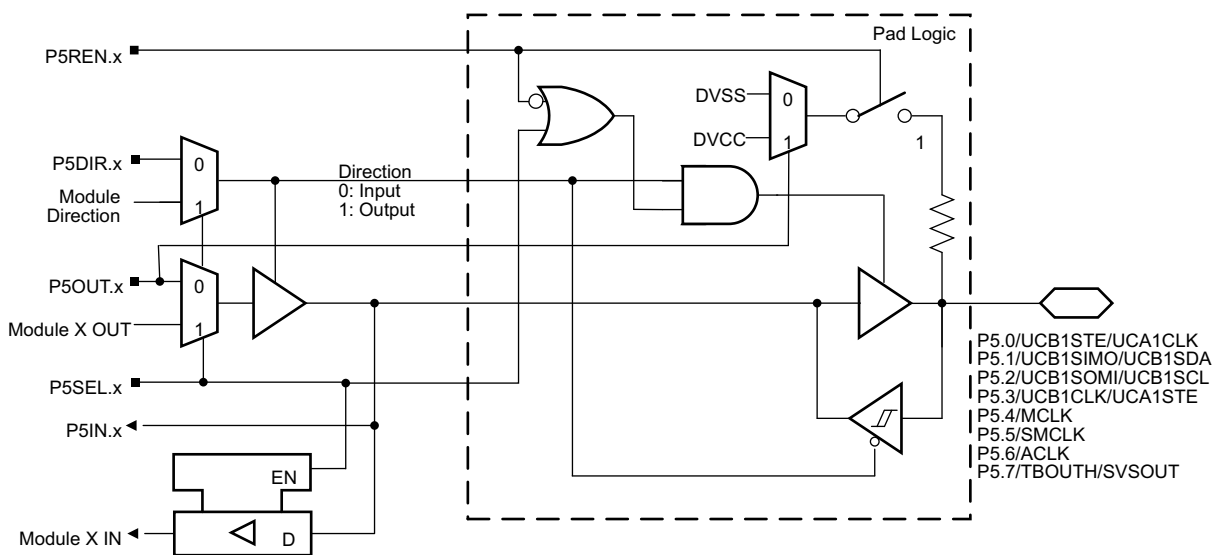 Pad Logic
P5REN.x
DVSS
0
DVCC
1
1
P5DIR.x
0
Module
Direction
1
Direction
0: Input
1: Output
P5OUT.x
0
Module X OUT
1
P5SEL.x
P5IN.x
EN
Module X IN
D
P5.0/UCB1STE/UCA1CLK
P5.1/UCB1SIMO/UCB1SDA
P5.2/UCB1SOMI/UCB1SCL
P5.3/UCB1CLK/UCA1STE
P5.4/MCLK
P5.5/SMCLK
P5.6/ACLK
P5.7/TBOUTH/SVSOUT